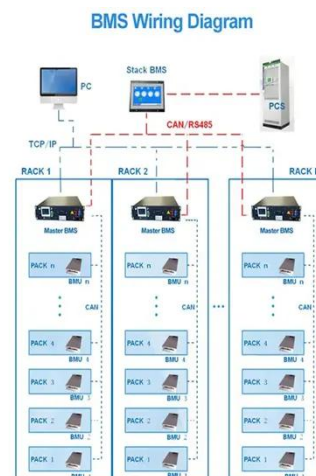 BMS Wiring Diagram
Stack BMS
PC
PCS
CAN/RS485
TCP/IP
RACK 1
RACK 2
RACK
Master BMS
Master BMS
Master BMS
PACK n
PACK n
PACK n
BMU n
BMU n
BMU n
CAN
CAN
CAN
PACK 4
PACK 4
PACK 4
BMU 4
BMU 4
BMU 4
PACK 3
PACK 3
PACK 3
BMU 3
BMU 3
BMU 3
PACK 2
PACK 2
PACK 2
BMU 2
BMU 2
BMU 2
PACK 1
PACK 1
PACK 1